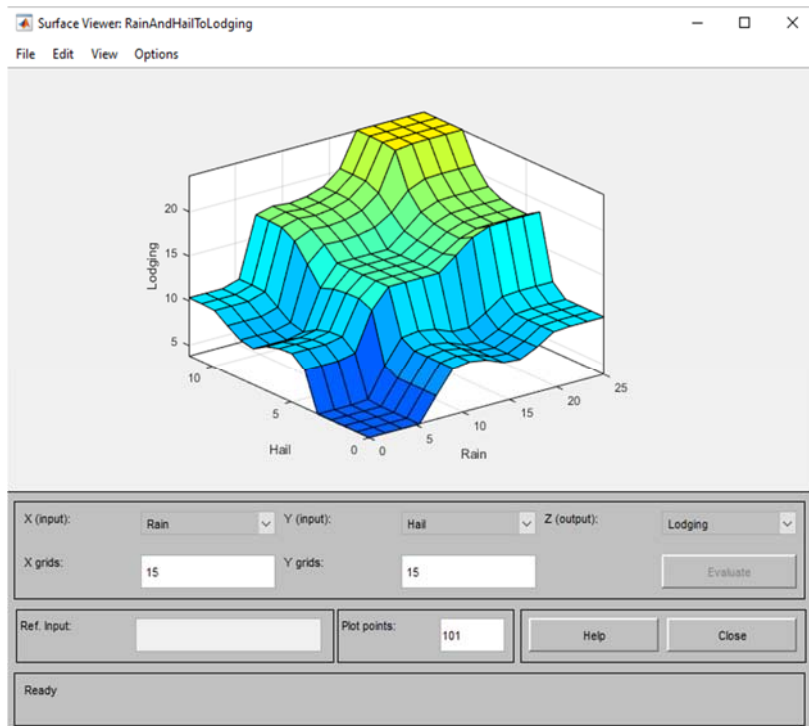 Surface Viewer: RainAndHailToLodging
File Edit View Options
20
15
10
5
Lodging
10
5
0
Hail
0
5
10
15
20
25
Rain
X (input): Rain Y (input): Hail Z (output): Lodging
X grids: 15 Y grids: 15 Evaluate
Ref. Input: Plot points: 101 Help Close
Ready